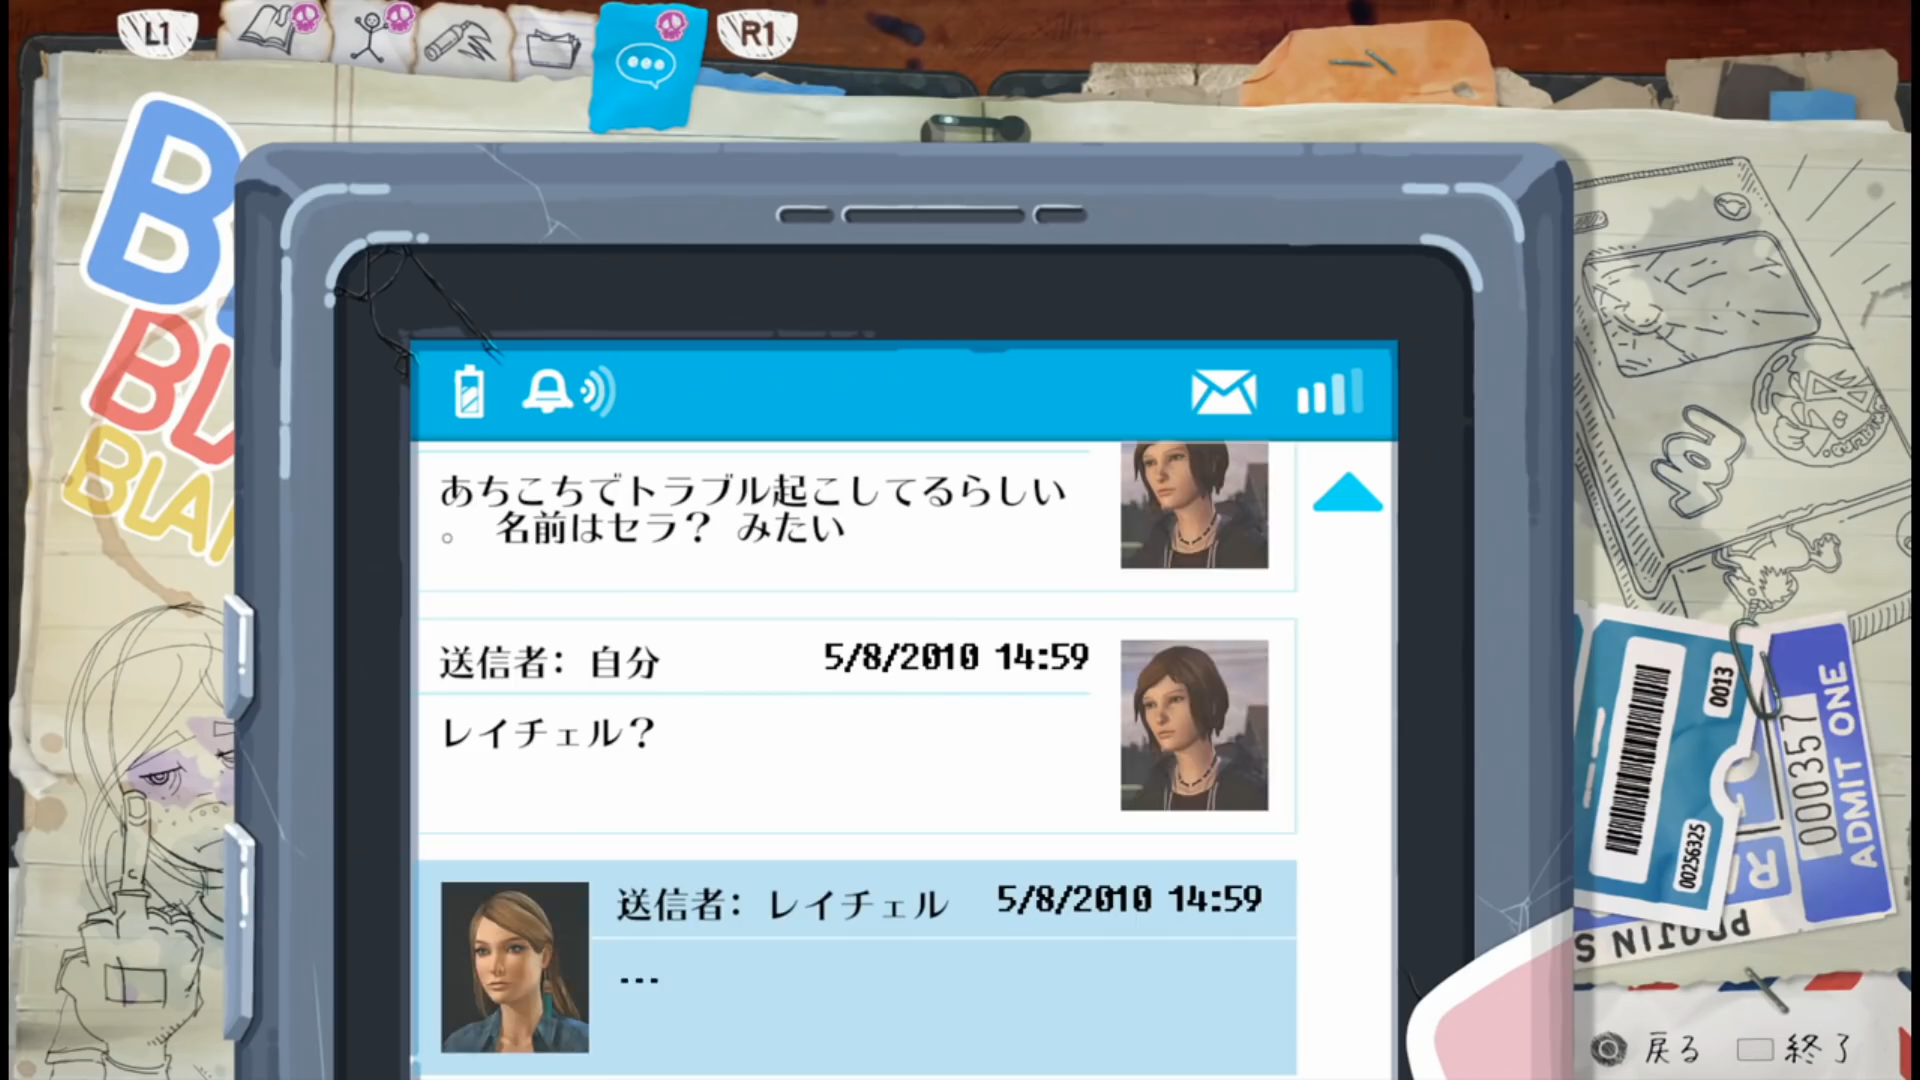 L1
R1
あちこちでトラブル起こしてるらしい
。 名前はセラ？ みたい
送信者： 自分 5/8/2010 14:59
レイチェル？
送信者： レイチェル 5/8/2010 14:59
...
0013
00256325
000357
ADMIT ONE
戻る 終了